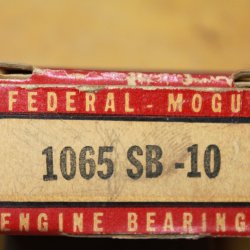 FEDERAL - MOGU
1065 SB -10
ENGINE BEARING